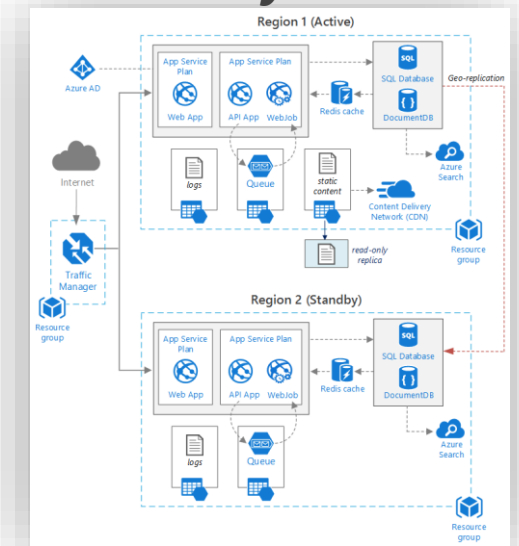 Region 1 (Active)
Azure AD
App Service
Plan
Web App
App Service Plan
API App
WebJob
SQL
SQL Database
DocumentDB
Geo-replication
Redis cache
Internet
logs
Queue
static
content
Azure
Search
Content Delivery
Network (CDN)
read-only
replica
Resource
group
Traffic
Manager
Resource
group
Region 2 (Standby)
App Service
Plan
Web App
App Service Plan
API App
WebJob
SQL
SQL Database
DocumentDB
Redis cache
logs
Queue
Azure
Search
Resource
group